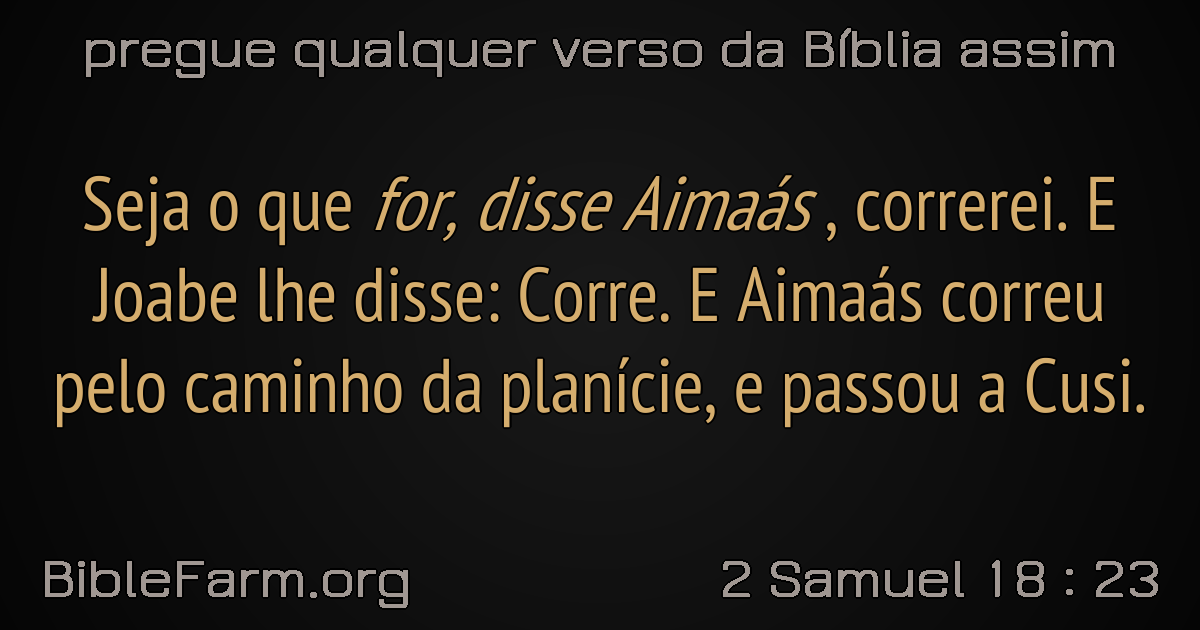 pregue qualquer verso da Bíblia assim
Seja o que for, disse Aimaás , correrei. E
Joabe lhe disse: Corre. E Aimaás correu
pelo caminho da planície, e passou a Cusi.
BibleFarm.org
2 Samuel 18 : 23